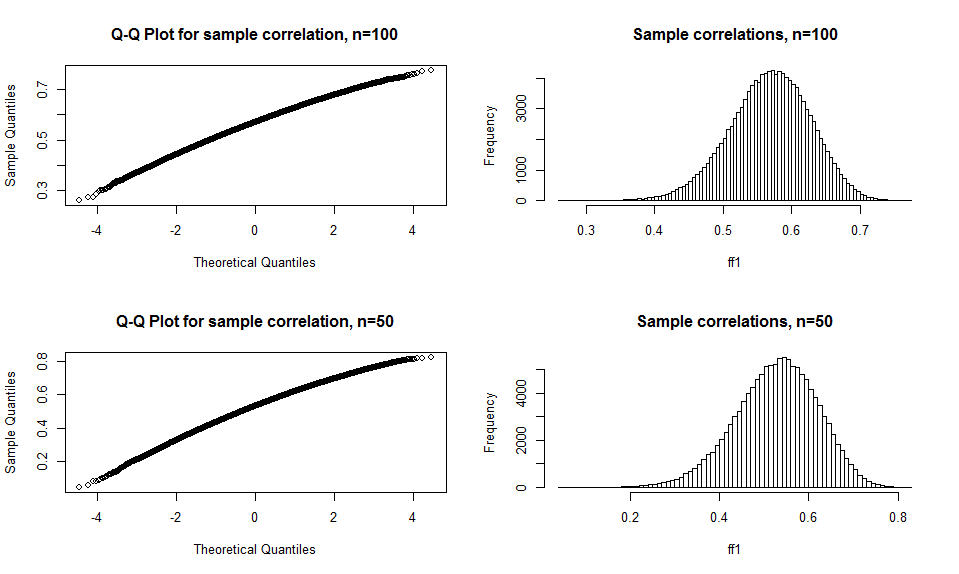 Q-Q Plot for sample correlation, n=100
Sample Quantiles
0.7
0.5
0.3
-4 -2 0 2 4
Theoretical Quantiles
Sample correlations, n=100
Frequency
3000
1000
0
0.3 0.4 0.5 0.6 0.7
ff1
Q-Q Plot for sample correlation, n=50
Sample Quantiles
0.8
0.6
0.4
0.2
-4 -2 0 2 4
Theoretical Quantiles
Sample correlations, n=50
Frequency
4000
2000
0
0.2 0.4 0.6 0.8
ff1